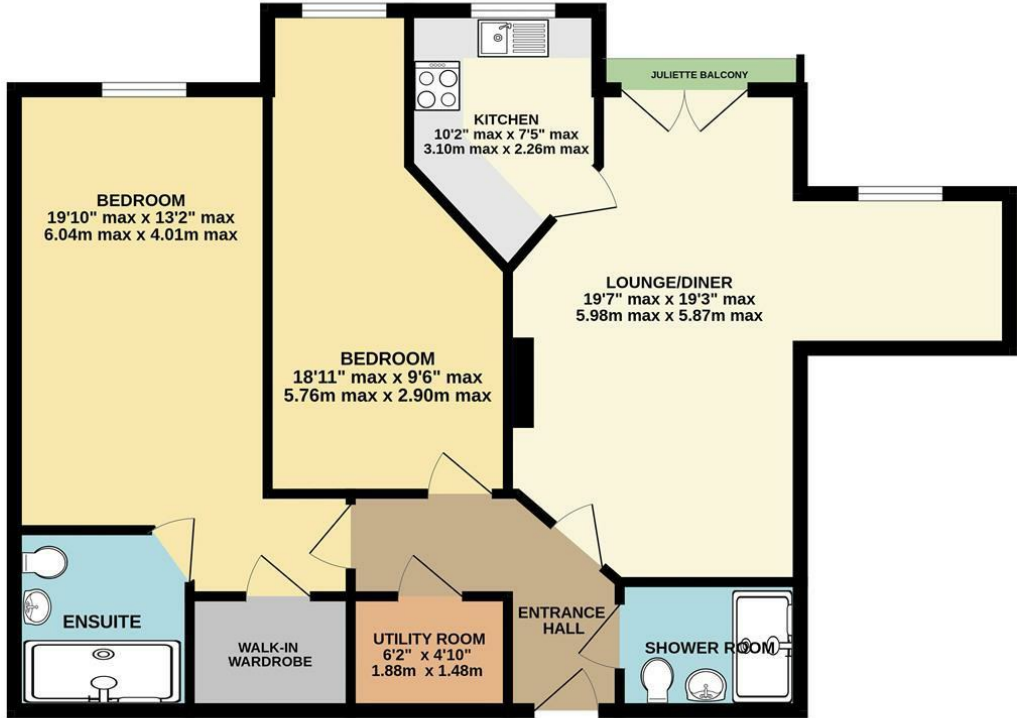 JULIETTE BALCONY
KITCHEN
10'2" max x 7'5" max
3.10m max x 2.26m max
BEDROOM
19'10" max x 13'2" max
6.04m max x 4.01m max
LOUNGE/DINER
19'7" max x 19'3" max
5.98m max x 5.87m max
BEDROOM
18'11" max x 9'6" max
5.76m max x 2.90m max
ENSUITE
WALK-IN
WARDROBE
UTILITY ROOM
6'2" x 4'10"
1.88m x 1.48m
ENTRANCE
HALL
SHOWER ROOM